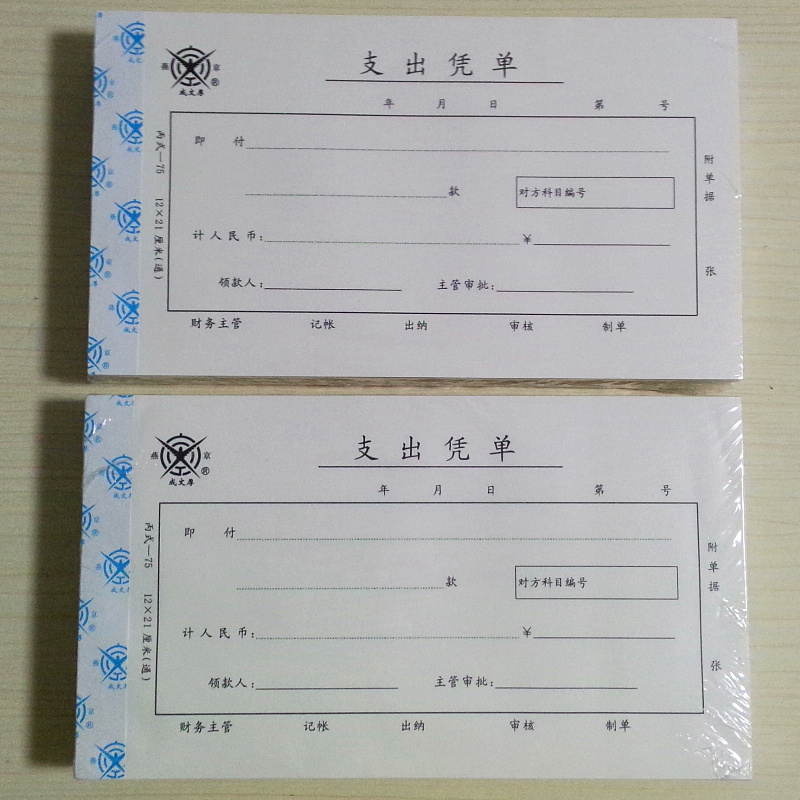 燕 京®
成文厚
支出凭单
年 月 日 第 号
即 付
款 对方科目编号
计人民币: ¥
领款人: 主管审批:
财务主管 记帐 出纳 审核 制单
附单据 张
丙式—75 12×21厘米(通)
燕 京®
成文厚
支出凭单
年 月 日 第 号
即 付
款 对方科目编号
计人民币: ¥
领款人: 主管审批:
财务主管 记帐 出纳 审核 制单
附单据 张
丙式—75 12×21厘米(通)